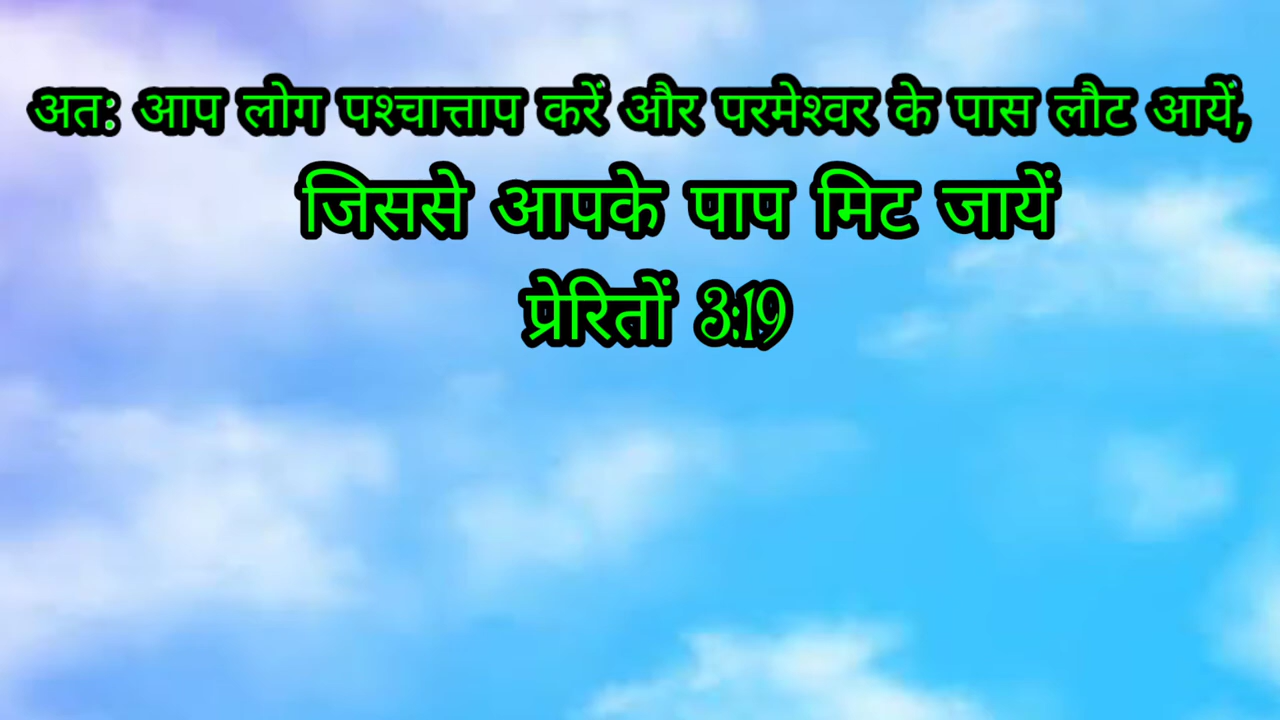 अत: आप लोग पश्चात्ताप करें और परमेश्वर के पास लौट आयें,
जिससे आपके पाप मिट जायें
प्रेरितों 3:19